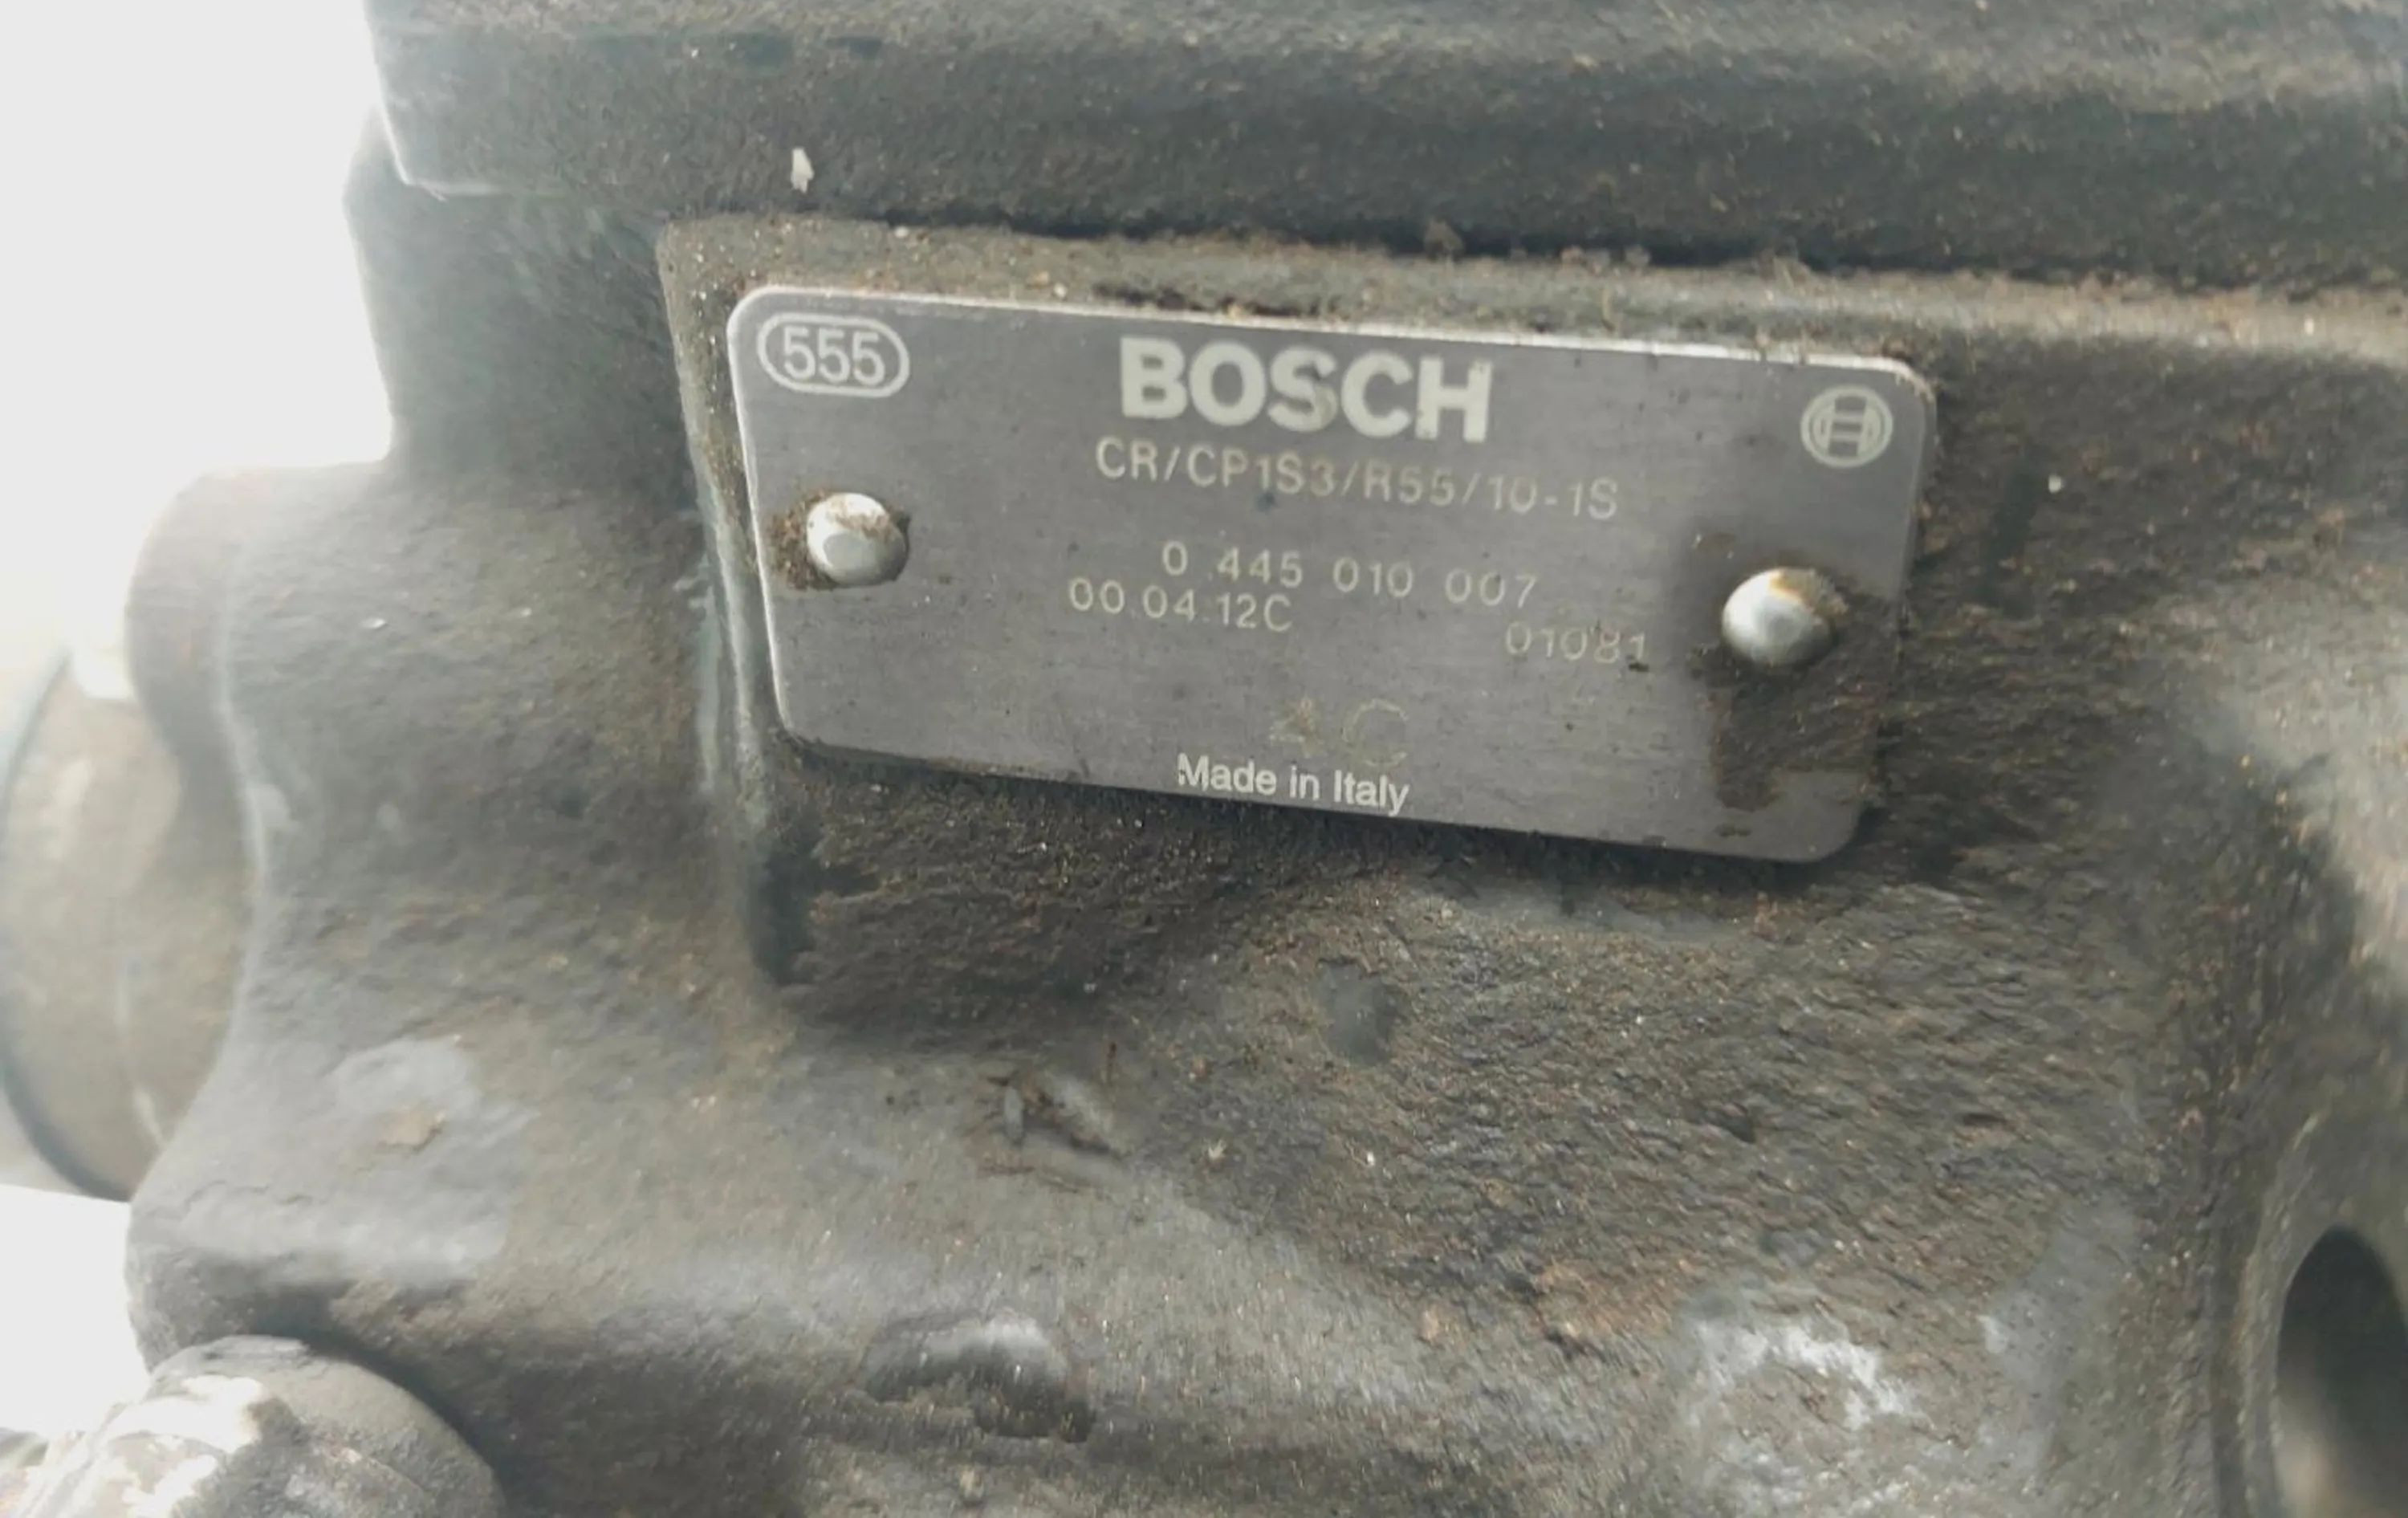 555
BOSCH
CR/CP1S3/R55/10-1S
0 445 010 007
00.04.12C
01081
Made in Italy